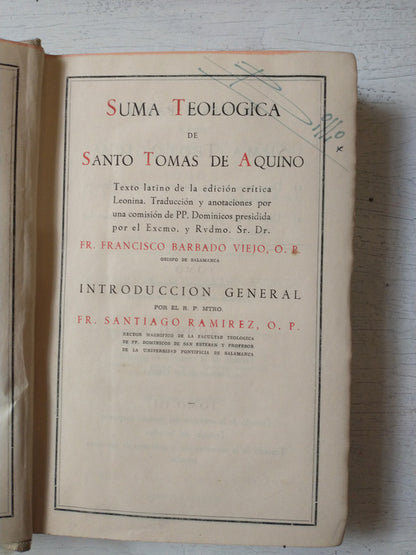 SUMA TEOLOGICA
DE
SANTO TOMAS DE AQUINO
Texto latino de la edición crítica
Leonina. Traducción y anotaciones por
una comisión de PP. Dominicos presidida
por el Excmo. y Rvdmo. Sr. Dr.
FR. FRANCISCO BARBADO VIEJO, O. P.
OBISPO DE SALAMANCA
INTRODUCCION GENERAL
POR EL R. P. MTRO.
FR. SANTIAGO RAMIREZ, O. P.
RECTOR MAGNIFICO DE LA FACULTAD TEOLOGICA
DE PP. DOMINICOS DE SAN ESTEBAN Y PROFESOR
DE LA UNIVERSIDAD PONTIFICIA DE SALAMANCA